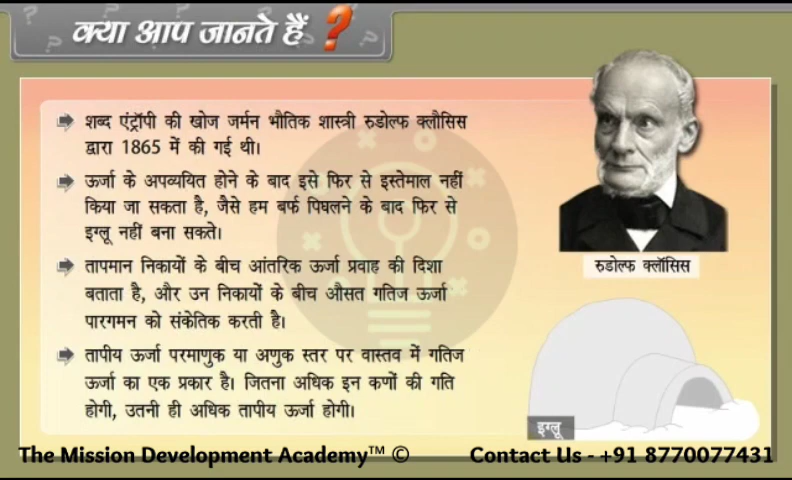 क्या आप जानते हैं ?
शब्द एंट्रॉपी की खोज जर्मन भौतिक शास्त्री रुडोल्फ क्लौसिस
द्वारा 1865 में की गई थी।
ऊर्जा के अपव्ययित होने के बाद इसे फिर से इस्तेमाल नहीं
किया जा सकता है, जैसे हम बर्फ पिघलने के बाद फिर से
इग्लू नहीं बना सकते।
तापमान निकायों के बीच आंतरिक ऊर्जा प्रवाह की दिशा
बताता है, और उन निकायों के बीच औसत गतिज ऊर्जा
पारगमन को संकेतिक करती है।
तापीय ऊर्जा परमाणुक या अणुक स्तर पर वास्तव में गतिज
ऊर्जा का एक प्रकार है। जितना अधिक इन कणों की गति
होगी, उतनी ही अधिक तापीय ऊर्जा होगी।
रुडोल्फ क्लॉसिस
इग्लू
The Mission Development Academy™ © Contact Us - +91 8770077431